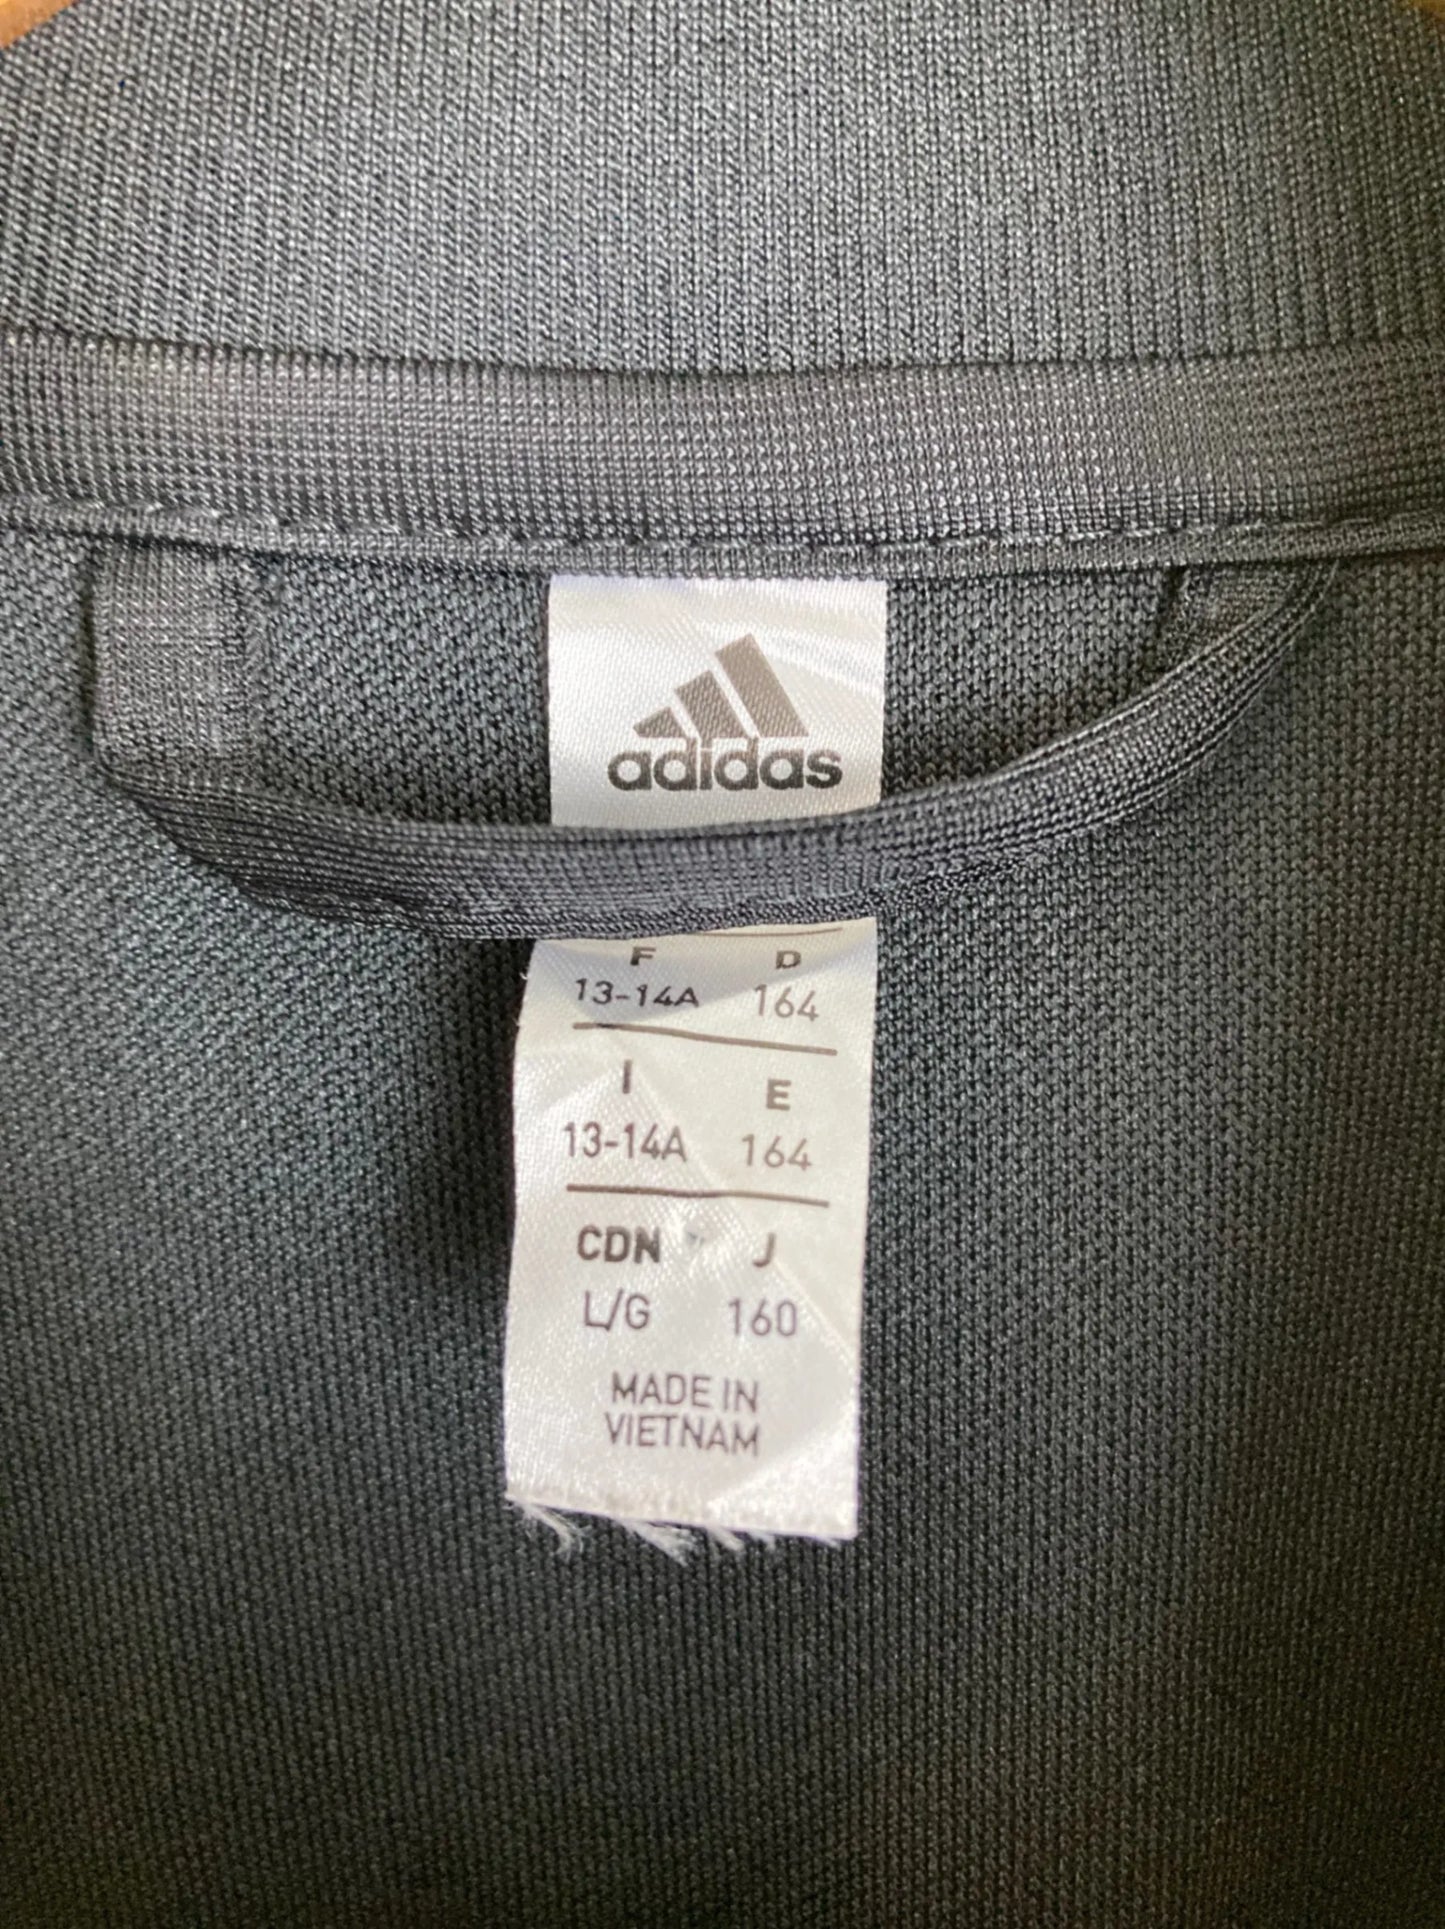 adidas
F D
13-14A 164
I E
13-14A 164
CDN J
L/G 160
MADE IN
VIETNAM